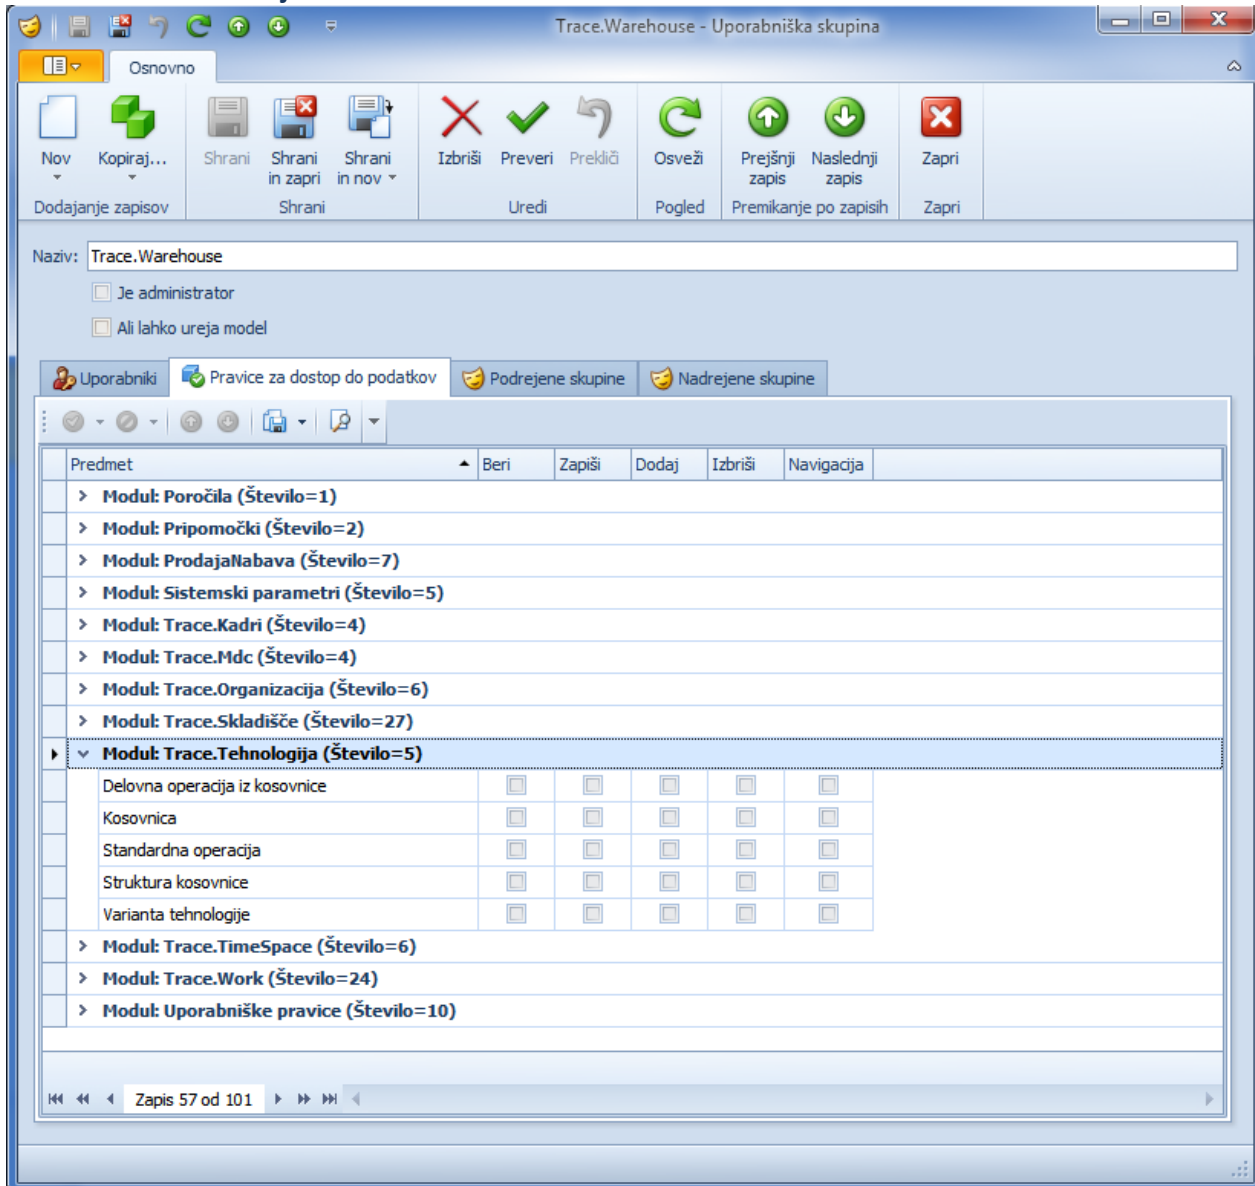 Trace.Warehouse - Uporabniška skupina
Osnovno
Nov
Kopiraj...
Shrani
Shrani in zapri
Shrani in nov
Izbriši
Preveri
Prekliči
Osveži
Prejšnji zapis
Naslednji zapis
Zapri
Dodajanje zapisov
Shrani
Uredi
Pogled
Premikanje po zapisih
Zapri
Naziv: Trace.Warehouse
Je administrator
Ali lahko ureja model
Uporabniki
Pravice za dostop do podatkov
Podrejene skupine
Nadrejene skupine
Predmet Beri Zapiši Dodaj Izbriši Navigacija
Modul: Poročila (Število=1)
Modul: Pripomočki (Število=2)
Modul: ProdajaNabava (Število=7)
Modul: Sistemski parametri (Število=5)
Modul: Trace.Kadri (Število=4)
Modul: Trace.Mdc (Število=4)
Modul: Trace.Organizacija (Število=6)
Modul: Trace.Skladišče (Število=27)
Modul: Trace.Tehnologija (Število=5)
Delovna operacija iz kosovnice
Kosovnica
Standardna operacija
Struktura kosovnice
Varianta tehnologije
Modul: Trace.TimeSpace (Število=6)
Modul: Trace.Work (Število=24)
Modul: Uporabniške pravice (Število=10)
Zapis 57 od 101